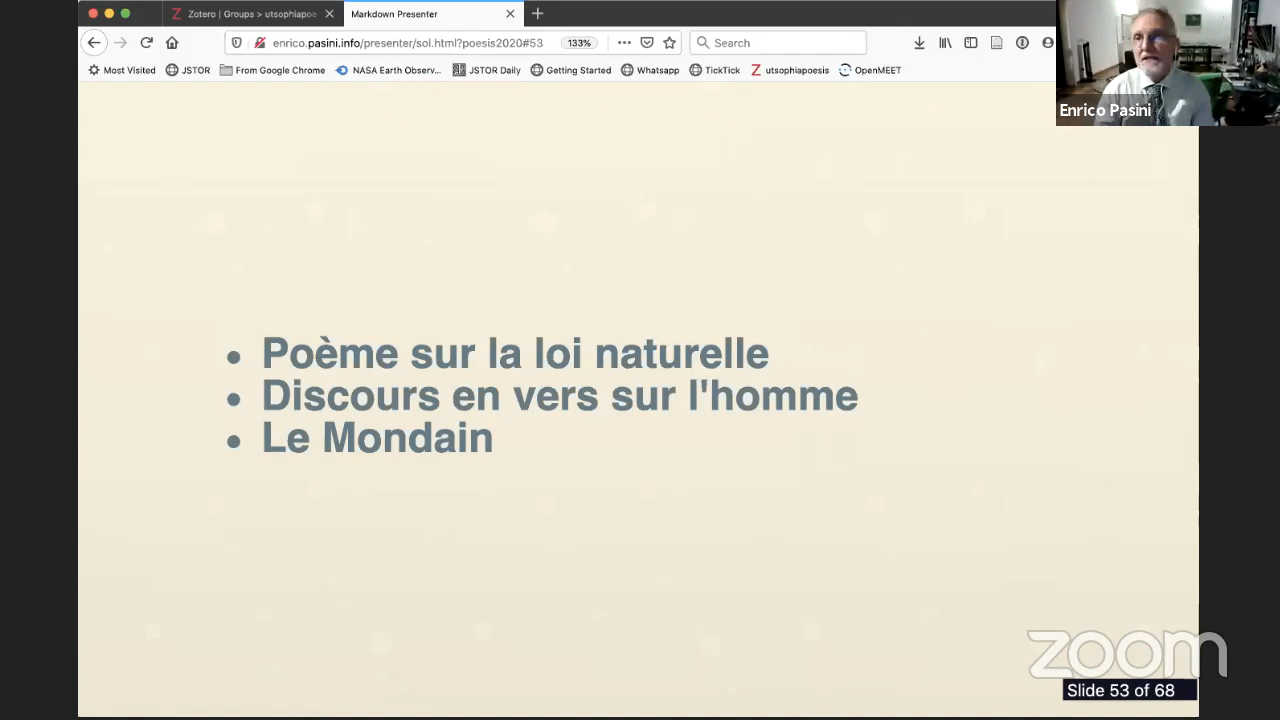 Zotero | Groups > utsophiapoe
Markdown Presenter
enrico.pasini.info/presenter/sol.html?poesis2020#53
133%
Search
Most Visited
JSTOR
From Google Chrome
NASA Earth Observ...
JSTOR Daily
Getting Started
Whatsapp
TickTick
utsophiapoesis
OpenMEET
Enrico Pasini
• Poème sur la loi naturelle
• Discours en vers sur l'homme
• Le Mondain
zoom
Slide 53 of 68